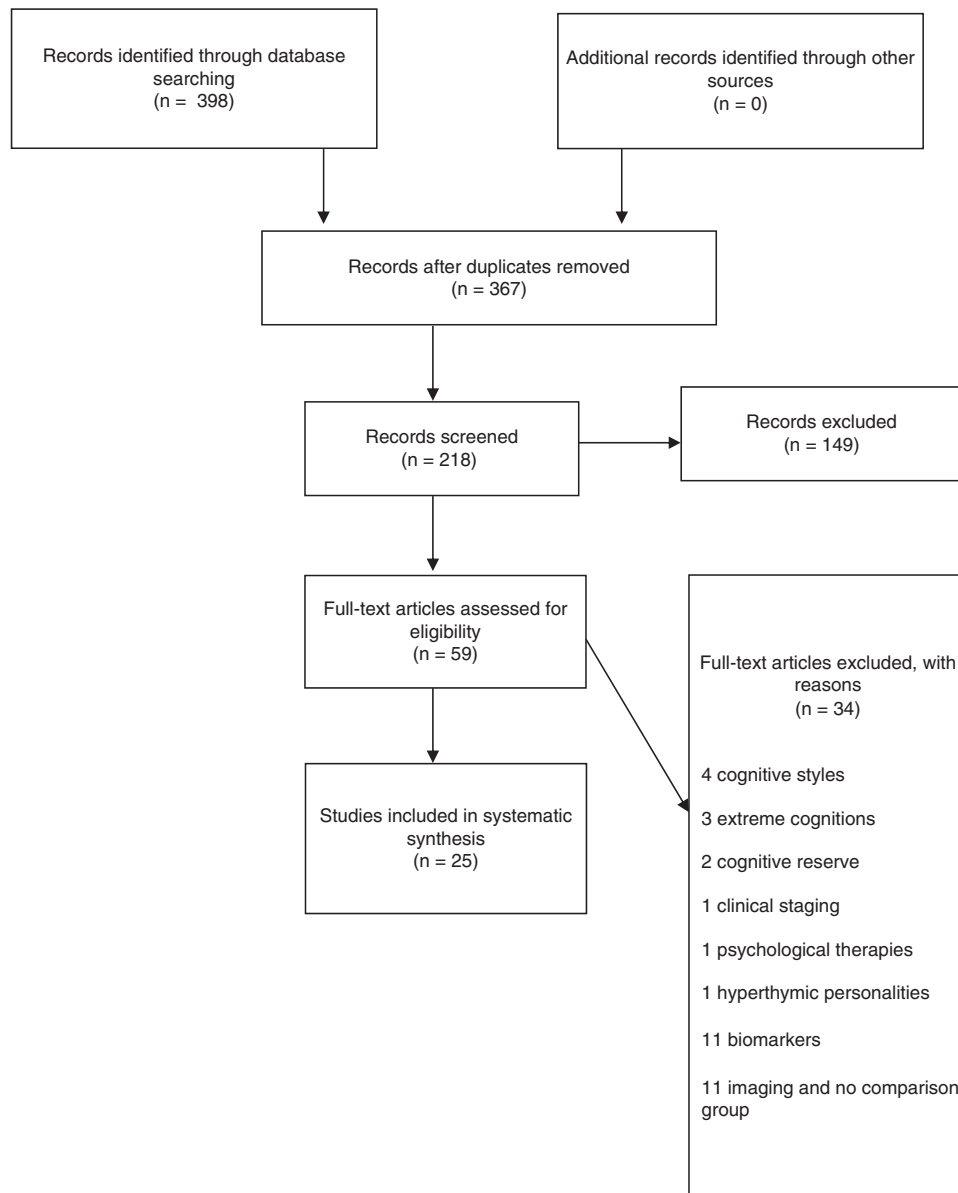 Records identified through database
searching
(n = 398)
Additional records identified through other
sources
(n = 0)
Records after duplicates removed
(n = 367)
Records screened
(n = 218)
Records excluded
(n = 149)
Full-text articles assessed for
eligibility
(n = 59)
Full-text articles excluded, with
reasons
(n = 34)
4 cognitive styles
3 extreme cognitions
2 cognitive reserve
1 clinical staging
1 psychological therapies
1 hyperthymic personalities
11 biomarkers
11 imaging and no comparison
group
Studies included in systematic
synthesis
(n = 25)